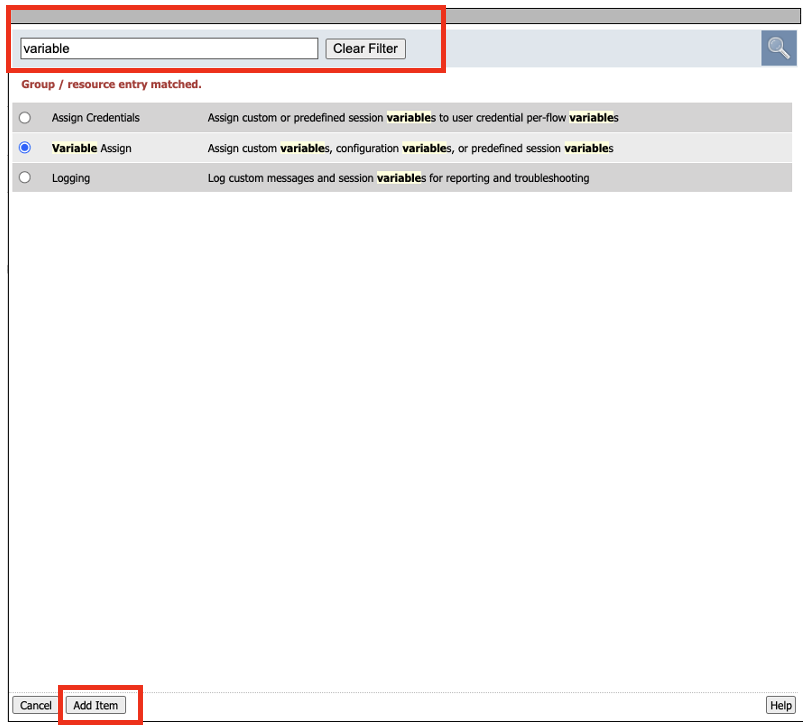 variable Clear Filter
Group / resource entry matched.
Assign Credentials Assign custom or predefined session variables to user credential per-flow variables
Variable Assign Assign custom variables, configuration variables, or predefined session variables
Logging Log custom messages and session variables for reporting and troubleshooting
Cancel Add Item Help